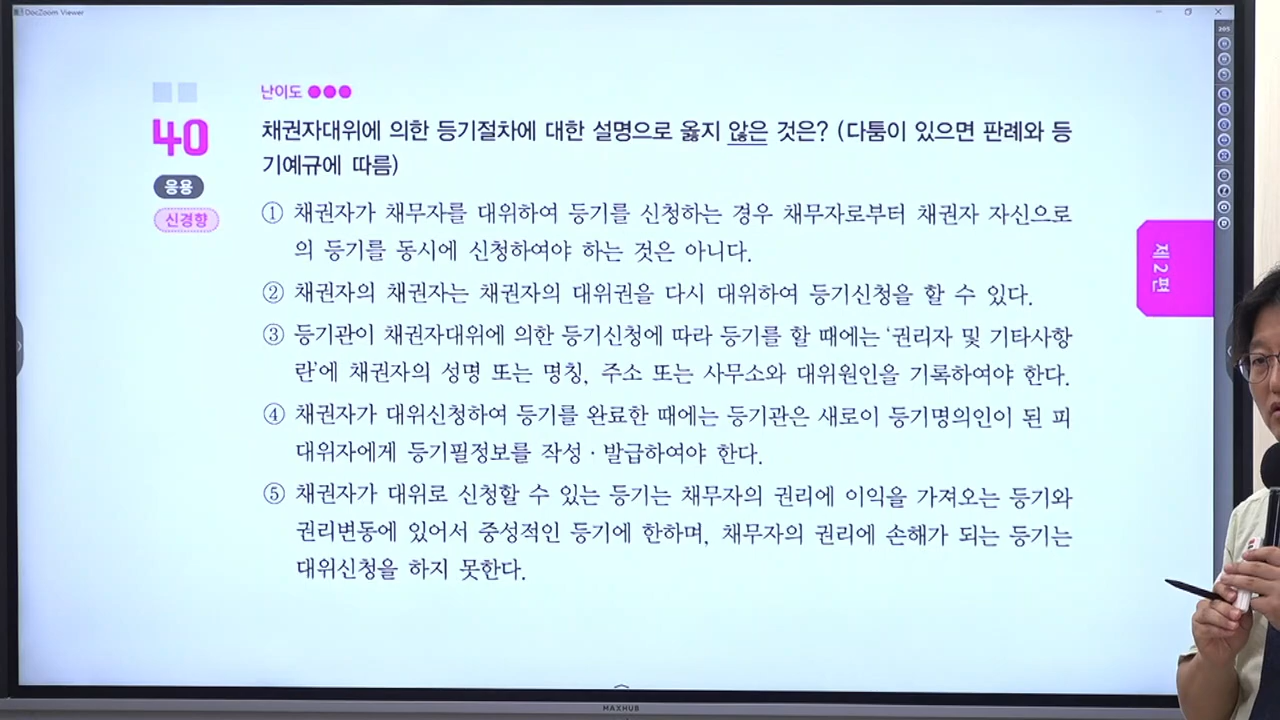 DocZoom Viewer
205
난이도 ●●●
40
채권자대위에 의한 등기절차에 대한 설명으로 옳지 않은 것은? (다툼이 있으면 판례와 등
기예규에 따름)
응용
신경향
① 채권자가 채무자를 대위하여 등기를 신청하는 경우 채무자로부터 채권자 자신으로
의 등기를 동시에 신청하여야 하는 것은 아니다.
② 채권자의 채권자는 채권자의 대위권을 다시 대위하여 등기신청을 할 수 있다.
③ 등기관이 채권자대위에 의한 등기신청에 따라 등기를 할 때에는 ‘권리자 및 기타사항
란’에 채권자의 성명 또는 명칭, 주소 또는 사무소와 대위원인을 기록하여야 한다.
④ 채권자가 대위신청하여 등기를 완료한 때에는 등기관은 새로이 등기명의인이 된 피
대위자에게 등기필정보를 작성 · 발급하여야 한다.
⑤ 채권자가 대위로 신청할 수 있는 등기는 채무자의 권리에 이익을 가져오는 등기와
권리변동에 있어서 중성적인 등기에 한하며, 채무자의 권리에 손해가 되는 등기는
대위신청을 하지 못한다.
제2편
MAXHUB